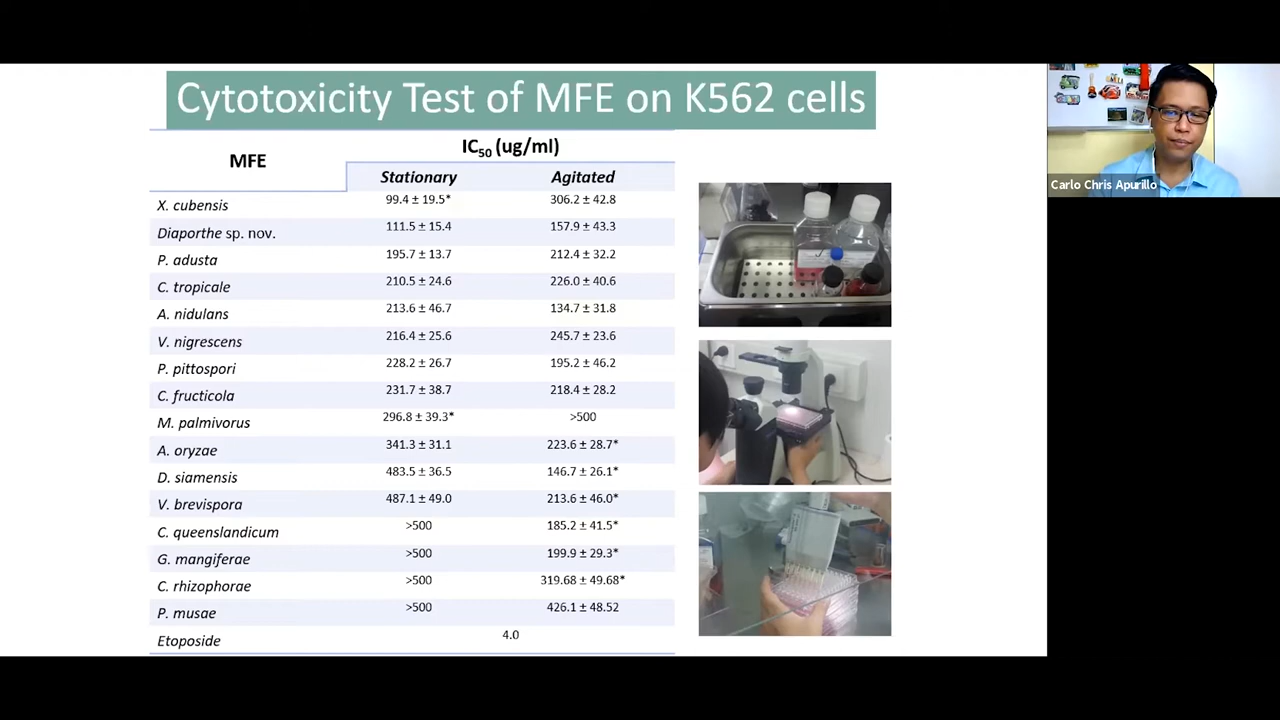 Cytotoxicity Test of MFE on K562 cells
MFE IC50 (ug/ml)
Stationary Agitated
X. cubensis 99.4 ± 19.5* 306.2 ± 42.8
Diaporthe sp. nov. 111.5 ± 15.4 157.9 ± 43.3
P. adusta 195.7 ± 13.7 212.4 ± 32.2
C. tropicale 210.5 ± 24.6 226.0 ± 40.6
A. nidulans 213.6 ± 46.7 134.7 ± 31.8
V. nigrescens 216.4 ± 25.6 245.7 ± 23.6
P. pittospori 228.2 ± 26.7 195.2 ± 46.2
C. fructicola 231.7 ± 38.7 218.4 ± 28.2
M. palmivorus 296.8 ± 39.3* >500
A. oryzae 341.3 ± 31.1 223.6 ± 28.7*
D. siamensis 483.5 ± 36.5 146.7 ± 26.1*
V. brevispora 487.1 ± 49.0 213.6 ± 46.0*
C. queenslandicum >500 185.2 ± 41.5*
G. mangiferae >500 199.9 ± 29.3*
C. rhizophorae >500 319.68 ± 49.68*
P. musae >500 426.1 ± 48.52
Etoposide 4.0
Carlo Chris Apurillo